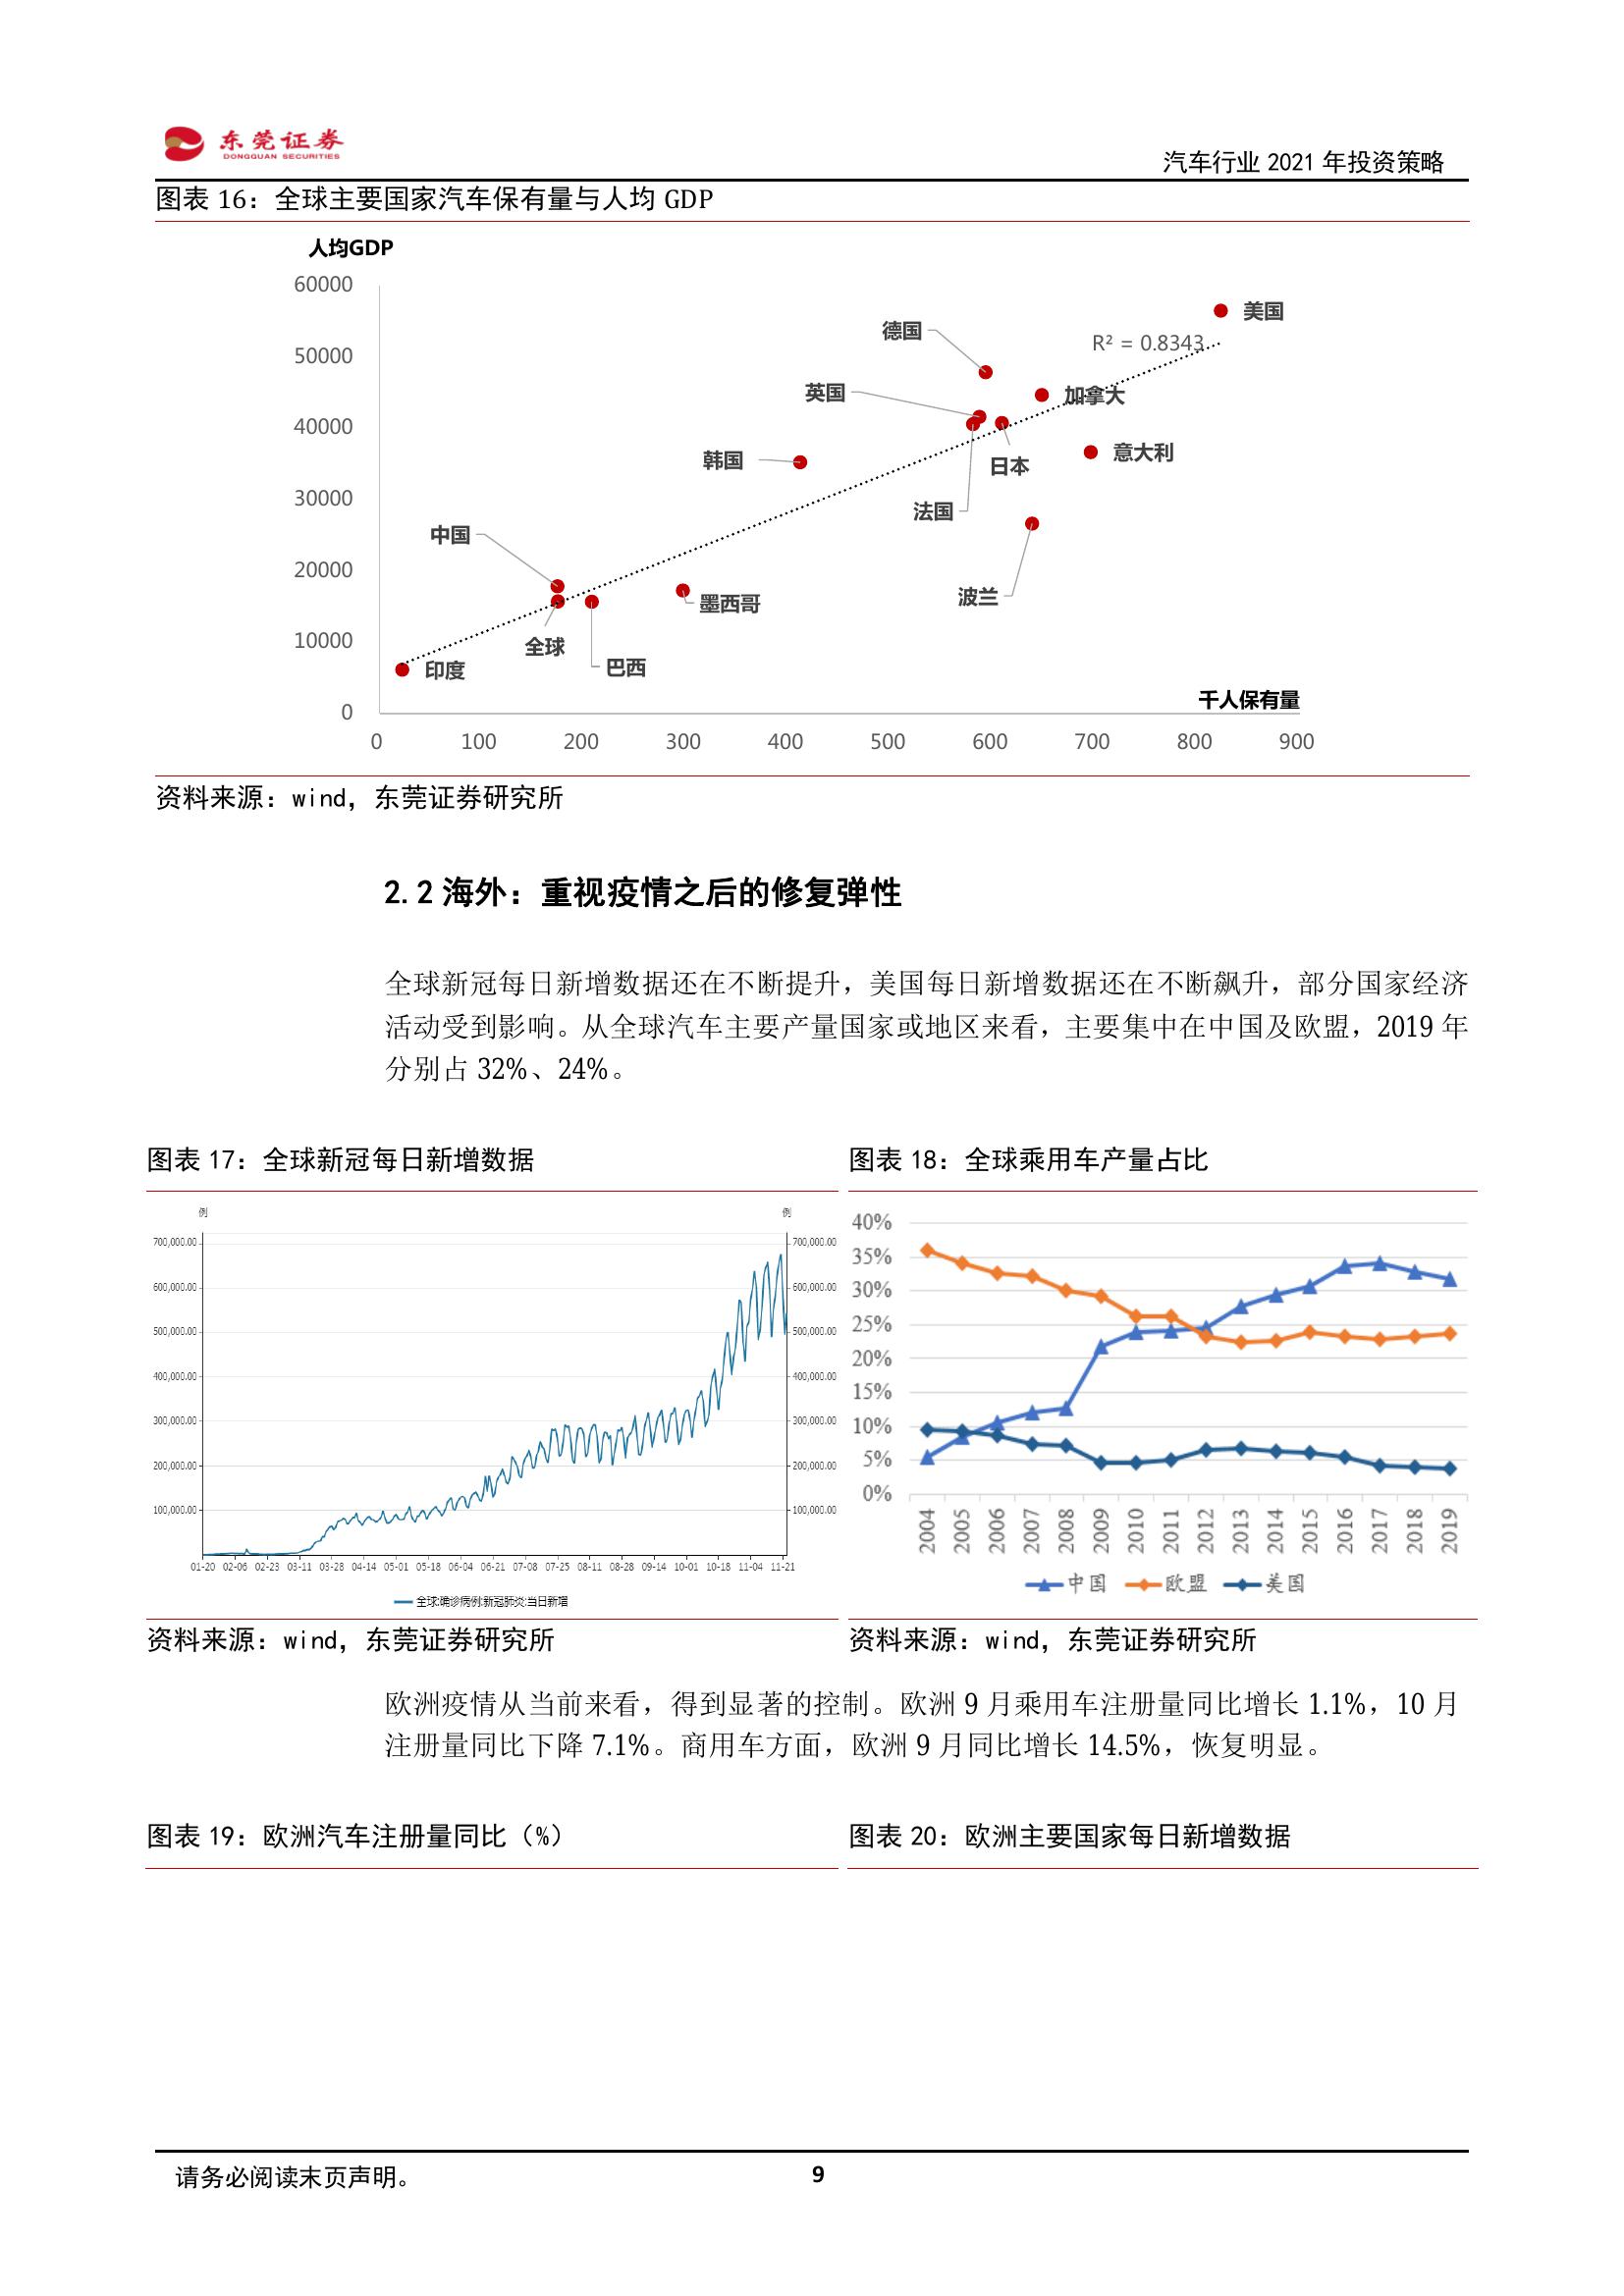 东莞证券
DONGGUAN SECURITIES
汽车行业 2021 年投资策略
图表 16：全球主要国家汽车保有量与人均 GDP
人均GDP
60000
50000
40000
30000
20000
10000
0
美国
R² = 0.8343
德国
英国
加拿大
韩国
日本
意大利
法国
中国
波兰
墨西哥
全球
巴西
印度
千人保有量
0 100 200 300 400 500 600 700 800 900
资料来源：wind，东莞证券研究所
2.2 海外：重视疫情之后的修复弹性
全球新冠每日新增数据还在不断提升，美国每日新增数据还在不断飙升，部分国家经济
活动受到影响。从全球汽车主要产量国家或地区来看，主要集中在中国及欧盟，2019 年
分别占 32%、24%。
图表 17：全球新冠每日新增数据
例 例
700,000.00 700,000.00
600,000.00 600,000.00
500,000.00 500,000.00
400,000.00 400,000.00
300,000.00 300,000.00
200,000.00 200,000.00
100,000.00 100,000.00
01-20 02-06 02-23 03-11 03-28 04-14 05-01 05-18 06-04 06-21 07-08 07-25 08-11 08-28 09-14 10-01 10-18 11-04 11-21
全球:确诊病例:新冠肺炎:当日新增
资料来源：wind，东莞证券研究所
图表 18：全球乘用车产量占比
40%
35%
30%
25%
20%
15%
10%
5%
0%
2004 2005 2006 2007 2008 2009 2010 2011 2012 2013 2014 2015 2016 2017 2018 2019
中国 欧盟 美国
资料来源：wind，东莞证券研究所
欧洲疫情从当前来看，得到显著的控制。欧洲 9 月乘用车注册量同比增长 1.1%，10 月
注册量同比下降 7.1%。商用车方面，欧洲 9 月同比增长 14.5%，恢复明显。
图表 19：欧洲汽车注册量同比（%）
图表 20：欧洲主要国家每日新增数据
请务必阅读末页声明。
9